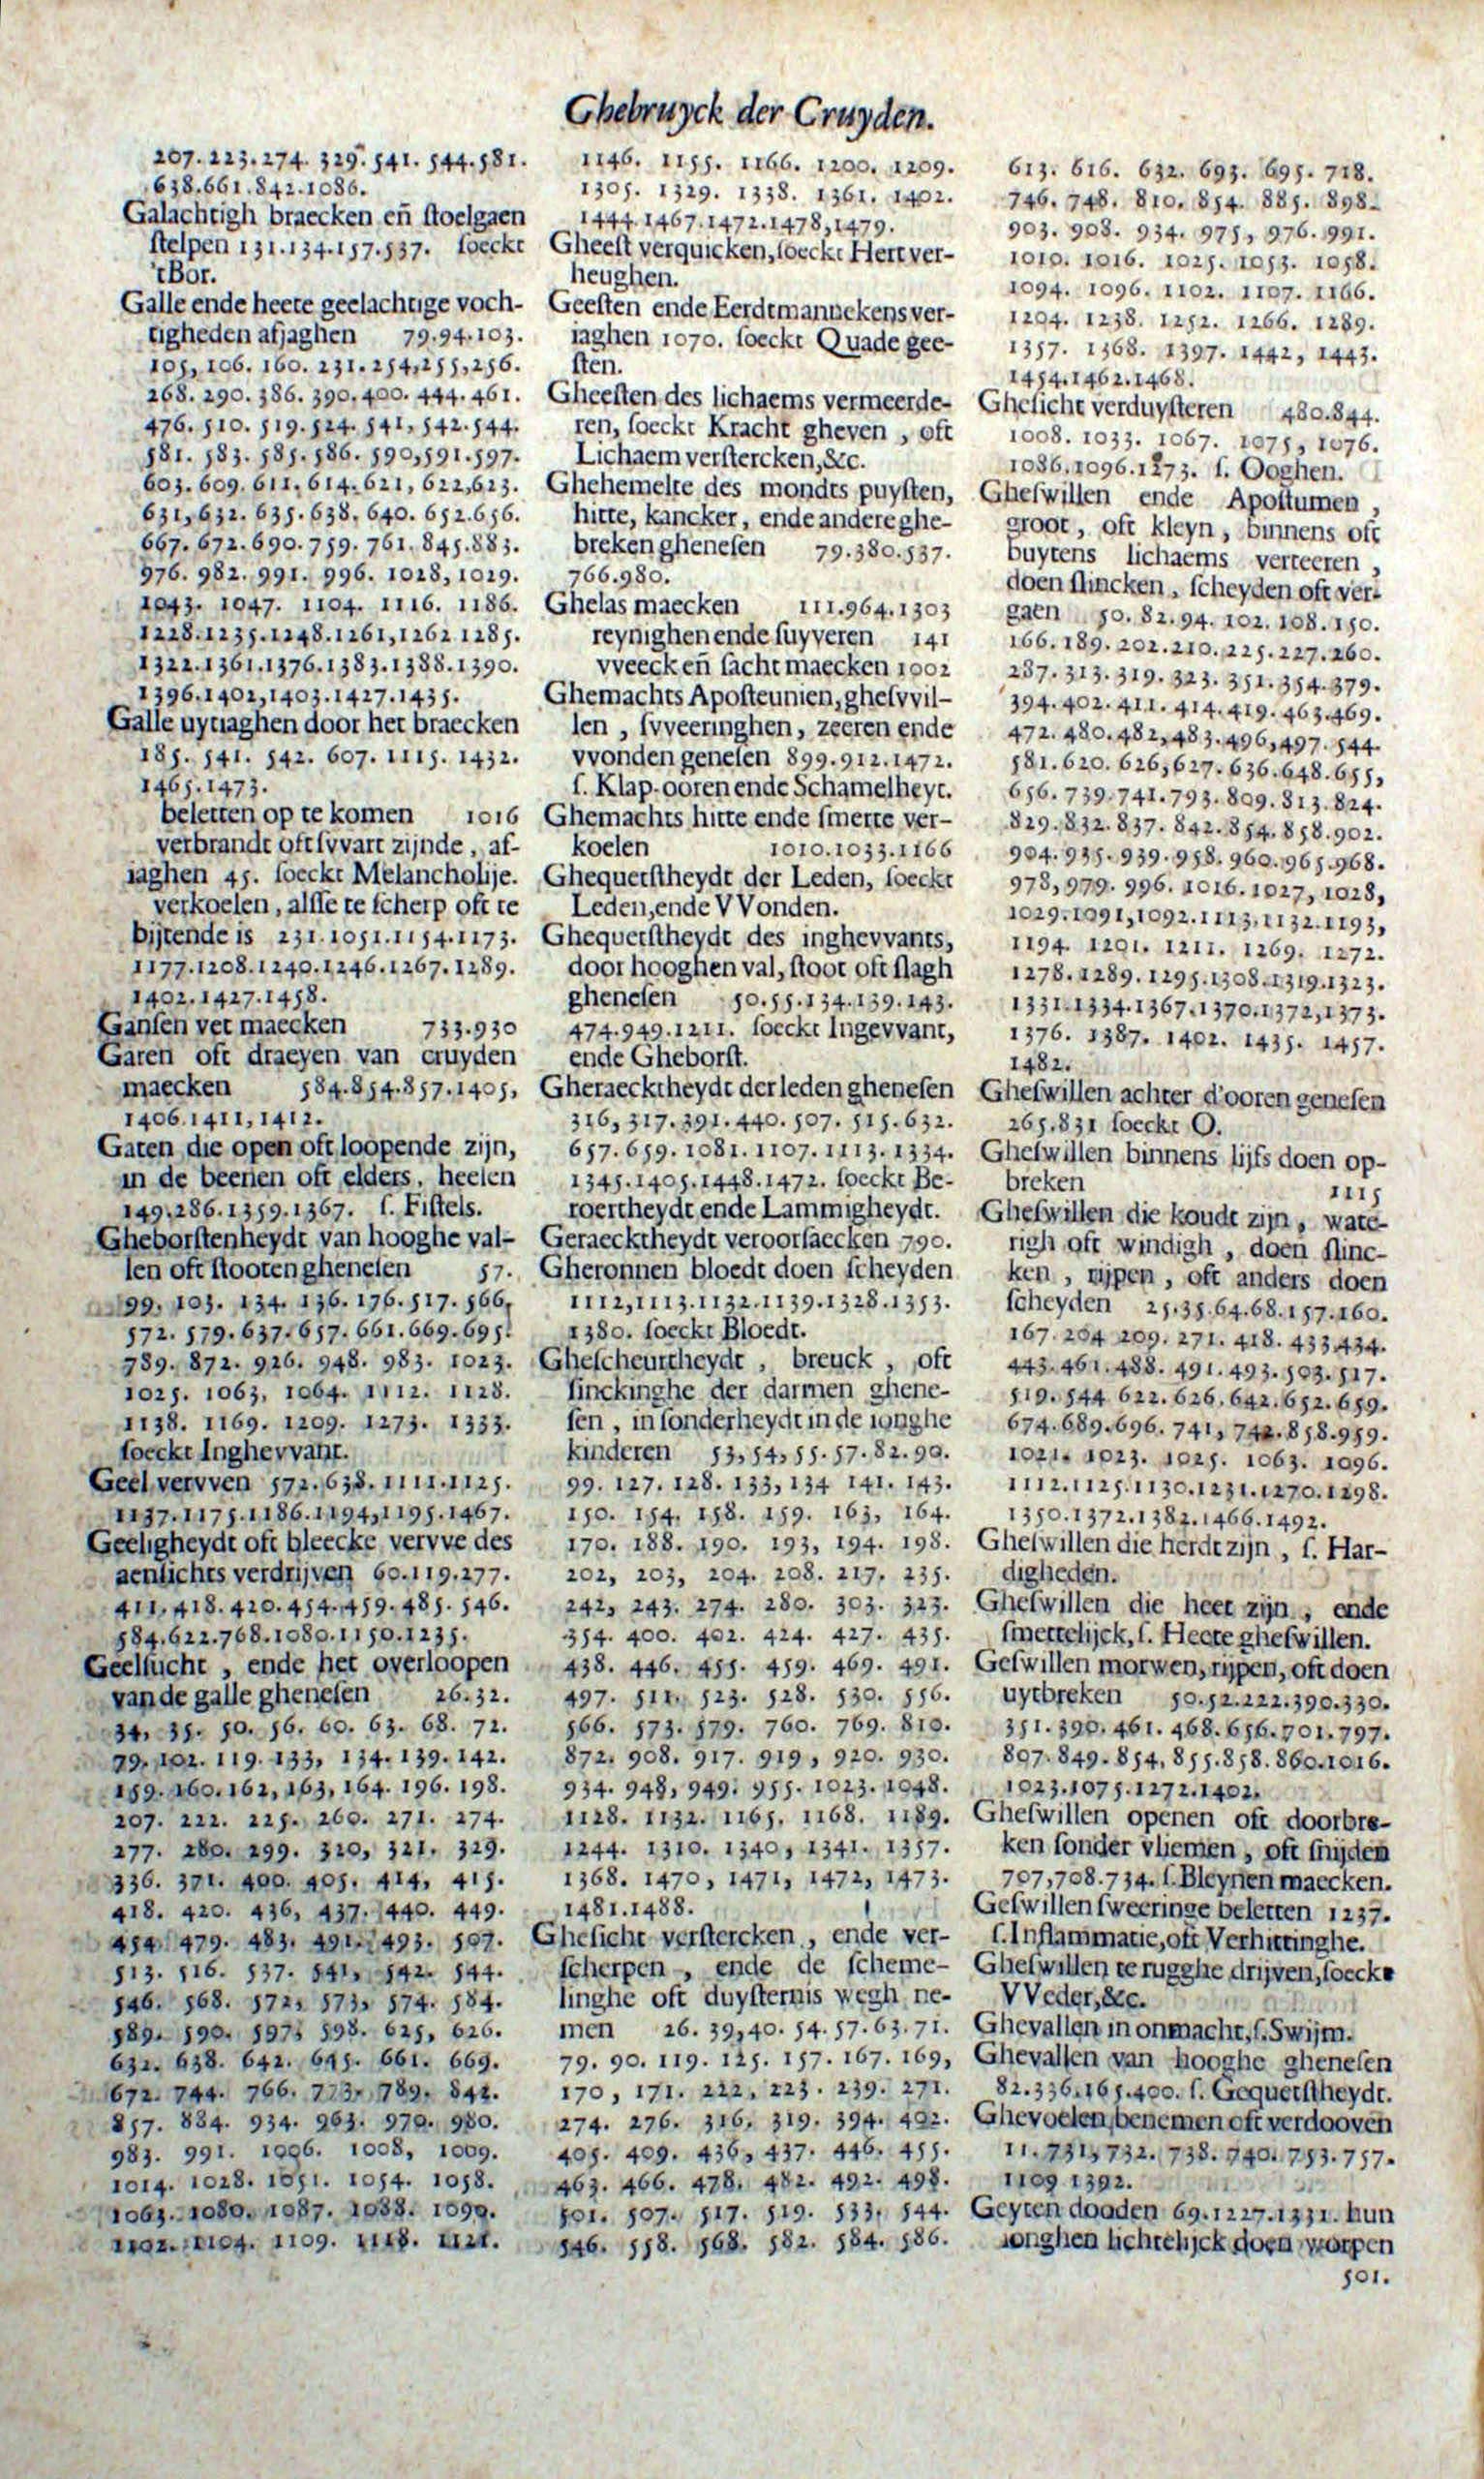 Ghebruyck der Cruyden.
207. 223. 274. 329. 541. 544. 581.
638. 661. 842. 1086.
Galachtigh braecken eñ stoelgaen
stelpen 131. 134. 157. 537. soeckt
'tBor.
Galle ende heete geelachtige voch-
tigheden afjaghen 79. 94. 103.
105, 106. 160. 231. 254, 255, 256.
268. 290. 386. 390. 400. 444. 461.
476. 510. 519. 524. 541, 542. 544.
581. 583. 585. 586. 590, 591. 597.
603. 609. 611. 614. 621, 622, 623.
631, 632. 635. 638. 640. 652. 656.
667. 672. 690. 759. 761. 845. 883.
976. 982. 991. 996. 1028, 1029.
1043. 1047. 1104. 1116. 1186.
1228. 1235. 1248. 1261, 1262 1285.
1322. 1361. 1376. 1383. 1388. 1390.
1396. 1402, 1403. 1427. 1435.
Galle uytiaghen door het braecken
185. 541. 542. 607. 1115. 1432.
1465. 1473.
beletten op te komen 1016
verbrandt oft svvart zijnde, af-
iaghen 45. soeckt Melancholije.
verkoelen, alsse te scherp oft te
bijtende is 231. 1051. 1154. 1173.
1177. 1208. 1240. 1246. 1267. 1289.
1402. 1427. 1458.
Gansen vet maecken 733. 930
Garen oft draeyen van cruyden
maecken 584. 854. 857. 1405,
1406. 1411, 1412.
Gaten die open oft loopende zijn,
in de beenen oft elders, heelen
149. 286. 1359. 1367. s. Fistels.
Gheborstenheydt van hooghe val-
len oft stooten ghenesen 57.
99. 103. 134. 136. 176. 517. 566,
572. 579. 637. 657. 661. 669. 695.
789. 872. 926. 948. 983. 1023.
1025. 1063, 1064. 1112. 1128.
1138. 1169. 1209. 1273. 1333.
soeckt Inghevvant.
Geel vervven 572. 638. 1111. 1125.
1137. 1175. 1186. 1194, 1195. 1467.
Geeligheydt oft bleecke vervve des
aensichts verdrijven 60. 119. 277.
411. 418. 420. 454. 459. 485. 546.
584. 622. 768. 1080. 1150. 1235.
Geelsucht, ende het overloopen
van de galle ghenesen 26. 32.
34, 35. 50. 56. 60. 63. 68. 72.
79. 102. 119. 133, 134. 139. 142.
159. 160. 162, 163, 164. 196. 198.
207. 222. 225. 260. 271. 274.
277. 280. 299. 320, 321. 329.
336. 371. 400. 405. 414, 415.
418. 420. 436, 437. 440. 449.
454. 479. 483. 491. 493. 507.
513. 516. 537. 541, 542. 544.
546. 568. 572, 573, 574. 584.
589. 590. 597, 598. 625, 626.
632. 638. 642. 645. 661. 669.
672. 744. 766. 773. 789. 842.
857. 884. 934. 963. 970. 980.
983. 991. 1006. 1008, 1009.
1014. 1028. 1051. 1054. 1058.
1063. 1080. 1087. 1088. 1090.
1102. 1104. 1109. 1118. 1121.
1146. 1155. 1166. 1200. 1209.
1305. 1329. 1338. 1361. 1402.
1444. 1467. 1472. 1478, 1479.
Gheest verquicken, soeckt Hert ver-
heughen.
Geesten ende Eerdtmannekens ver-
iaghen 1070. soeckt Quade gee-
sten.
Gheesten des lichaems vermeerde-
ren, soeckt Kracht gheven, oft
Lichaem verstercken, &c.
Ghehemelte des mondts puysten,
hitte, kancker, ende andere ghe-
breken ghenesen 79. 380. 537.
766. 980.
Ghelas maecken 111. 964. 1303
reynighen ende suyveren 141
vveeck eñ sacht maecken 1002
Ghemachts Aposteunien, ghesvvil-
len, svveeringhen, zeeren ende
vvonden genesen 899. 912. 1472.
s. Klap-ooren ende Schamelheyt.
Ghemachts hitte ende smerte ver-
koelen 1010. 1033. 1166
Ghequetstheydt der Leden, soeckt
Leden, ende VVonden.
Ghequetstheydt des inghevvants,
door hooghen val, stoot oft slagh
ghenesen 50. 55. 134. 139. 143.
474. 949. 1211. soeckt Ingevvant,
ende Gheborst.
Gheraecktheydt der leden ghenesen
316, 317. 391. 440. 507. 515. 632.
657. 659. 1081. 1107. 1113. 1334.
1345. 1405. 1448. 1472. soeckt Be-
roertheydt ende Lammigheydt.
Geraecktheydt veroorsaecken 790.
Gheronnen bloedt doen scheyden
1112, 1113. 1132. 1139. 1328. 1353.
1380. soeckt Bloedt.
Ghescheurtheydt, breuck, oft
sinckinghe der darmen ghene-
sen, in sonderheydt in de ionghe
kinderen 53, 54, 55. 57. 82. 90.
99. 127. 128. 133, 134 141. 143.
150. 154. 158. 159. 163, 164.
170. 188. 190. 193, 194. 198.
202, 203, 204. 208. 217. 235.
242, 243. 274. 280. 303. 323.
354. 400. 402. 424. 427. 435.
438. 446. 455. 459. 469. 491.
497. 511. 523. 528. 530. 556.
566. 573. 579. 760. 769. 810.
872. 908. 917. 919, 920. 930.
934. 948, 949. 955. 1023. 1048.
1128. 1132. 1165. 1168. 1189.
1244. 1310. 1340, 1341. 1357.
1368. 1470, 1471, 1472, 1473.
1481. 1488.
Ghesicht verstercken, ende ver-
scherpen, ende de scheme-
linghe oft duysternis wegh ne-
men 26. 39, 40. 54. 57. 63. 71.
79. 90. 119. 125. 157. 167. 169,
170, 171. 222, 223. 239. 271.
274. 276. 316. 319. 394. 402.
405. 409. 436, 437. 446. 455.
463. 466. 478. 482. 492. 498.
501. 507. 517. 519. 533. 544.
546. 558. 568. 582. 584. 586.
613. 616. 632. 693. 695. 718.
746. 748. 810. 854. 885. 898.
903. 908. 934. 975, 976. 991.
1010. 1016. 1025. 1053. 1058.
1094. 1096. 1102. 1107. 1166.
1204. 1238. 1252. 1266. 1289.
1357. 1368. 1397. 1442, 1443.
1454. 1462. 1468.
Ghesicht verduysteren 480. 844.
1008. 1033. 1067. 1075, 1076.
1086. 1096. 1273. s. Ooghen.
Gheswillen ende Apostumen,
groot, oft kleyn, binnens oft
buytens lichaems verteeren,
doen slincken, scheyden oft ver-
gaen 50. 82. 94. 102. 108. 150.
166. 189. 202. 210. 225. 227. 260.
287. 313. 319. 323. 351. 354. 379.
394. 402. 411. 414. 419. 463. 469.
472. 480. 482, 483. 496, 497. 544.
581. 620. 626, 627. 636. 648. 655,
656. 739. 741. 793. 809. 813. 824.
829. 832. 837. 842. 854. 858. 902.
904. 935. 939. 958. 960. 965. 968.
978, 979. 996. 1016. 1027, 1028,
1029. 1091, 1092. 1113. 1132. 1193,
1194. 1201. 1211. 1269. 1272.
1278. 1289. 1295. 1308. 1319. 1323.
1331. 1334. 1367. 1370. 1372, 1373.
1376. 1387. 1402. 1435. 1457.
1482.
Gheswillen achter d'ooren genesen
265. 831 soeckt O.
Gheswillen binnens lijfs doen op-
breken 1115
Gheswillen die koudt zijn, wate-
righ oft windigh, doen slinc-
ken, rijpen, oft anders doen
scheyden 25. 35. 64. 68. 157. 160.
167. 204 209. 271. 418. 433. 434.
443. 461. 488. 491. 493. 503. 517.
519. 544 622. 626. 642. 652. 659.
674. 689. 696. 741, 742. 858. 959.
1021. 1023. 1025. 1063. 1096.
1112. 1125. 1130. 1231. 1270. 1298.
1350. 1372. 1382. 1466. 1492.
Gheswillen die herdt zijn, s. Har-
digheden.
Gheswillen die heet zijn, ende
smettelijck, s. Heete gheswillen.
Geswillen morwen, rijpen, oft doen
uytbreken 50. 52. 222. 390. 330.
351. 390. 461. 468. 656. 701. 797.
807. 849. 854, 855. 858. 860. 1016.
1023. 1075. 1272. 1402.
Gheswillen openen oft doorbre-
ken sonder vliemen, oft snijden
707, 708. 734. s. Bleynen maecken.
Geswillen sweeringe beletten 1237.
s. Inflammatie, oft Verhittinghe.
Gheswillen te rugghe drijven, soeckt
VVeder, &c.
Ghevallen in onmacht, s. Swijm.
Ghevallen van hooghe ghenesen
82. 336. 165. 400. s. Gequetstheydt.
Ghevoelen benemen oft verdooven
11. 731, 732. 738. 740. 753. 757.
1109 1392.
Geyten dooden 69. 1227. 1331. hun
ionghen lichtelijck doen worpen
501.